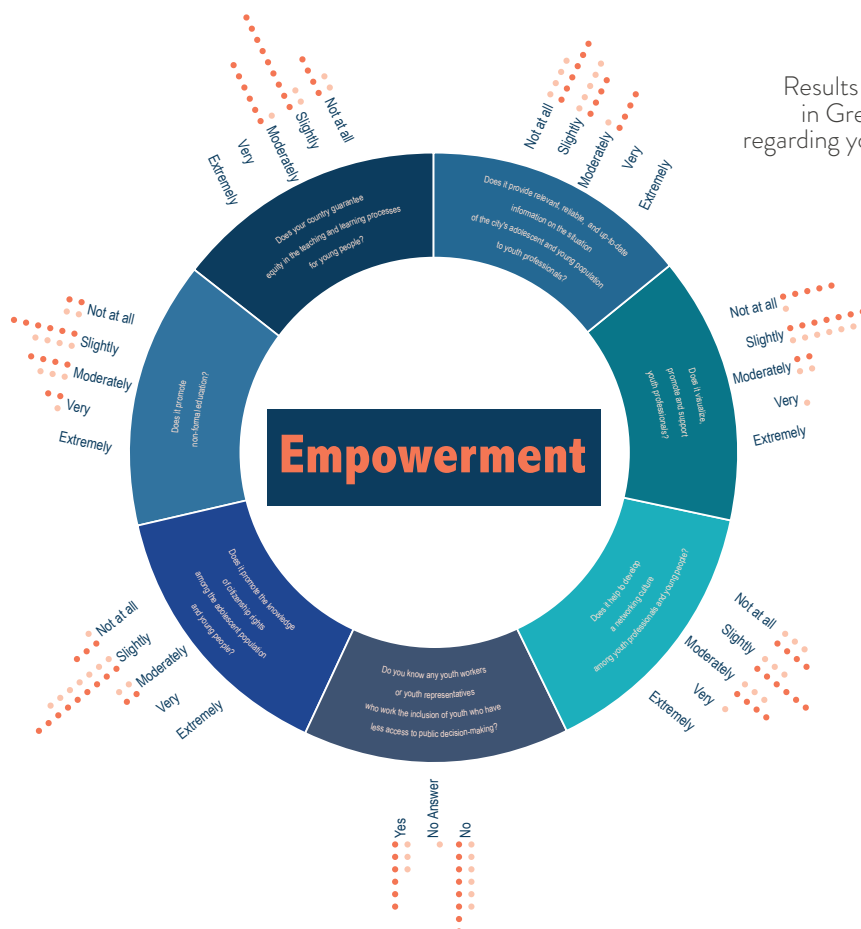 Results
in Gre
regarding yo
Empowerment
Does it provide relevant, reliable, and up-to-date
information on the situation
of the city's adolescent and young population
to youth professionals?
Not at all
Slightly
Moderately
Very
Extremely
Does it visualize,
promote and support
youth professionals?
Not at all
Slightly
Moderately
Very
Extremely
Does it help to develop
a networking culture
among youth professionals and young people?
Not at all
Slightly
Moderately
Very
Extremely
Do you know any youth workers
or youth representatives
who work the inclusion of youth who have
less access to public decision-making?
Yes
No Answer
No
Does it promote the knowledge
of citizenship rights
among the adolescent population
and young people?
Not at all
Slightly
Moderately
Very
Extremely
Does it promote
non-formal education?
Not at all
Slightly
Moderately
Very
Extremely
Does your country guarantee
equity in the teaching and learning processes
for young people?
Not at all
Slightly
Moderately
Very
Extremely